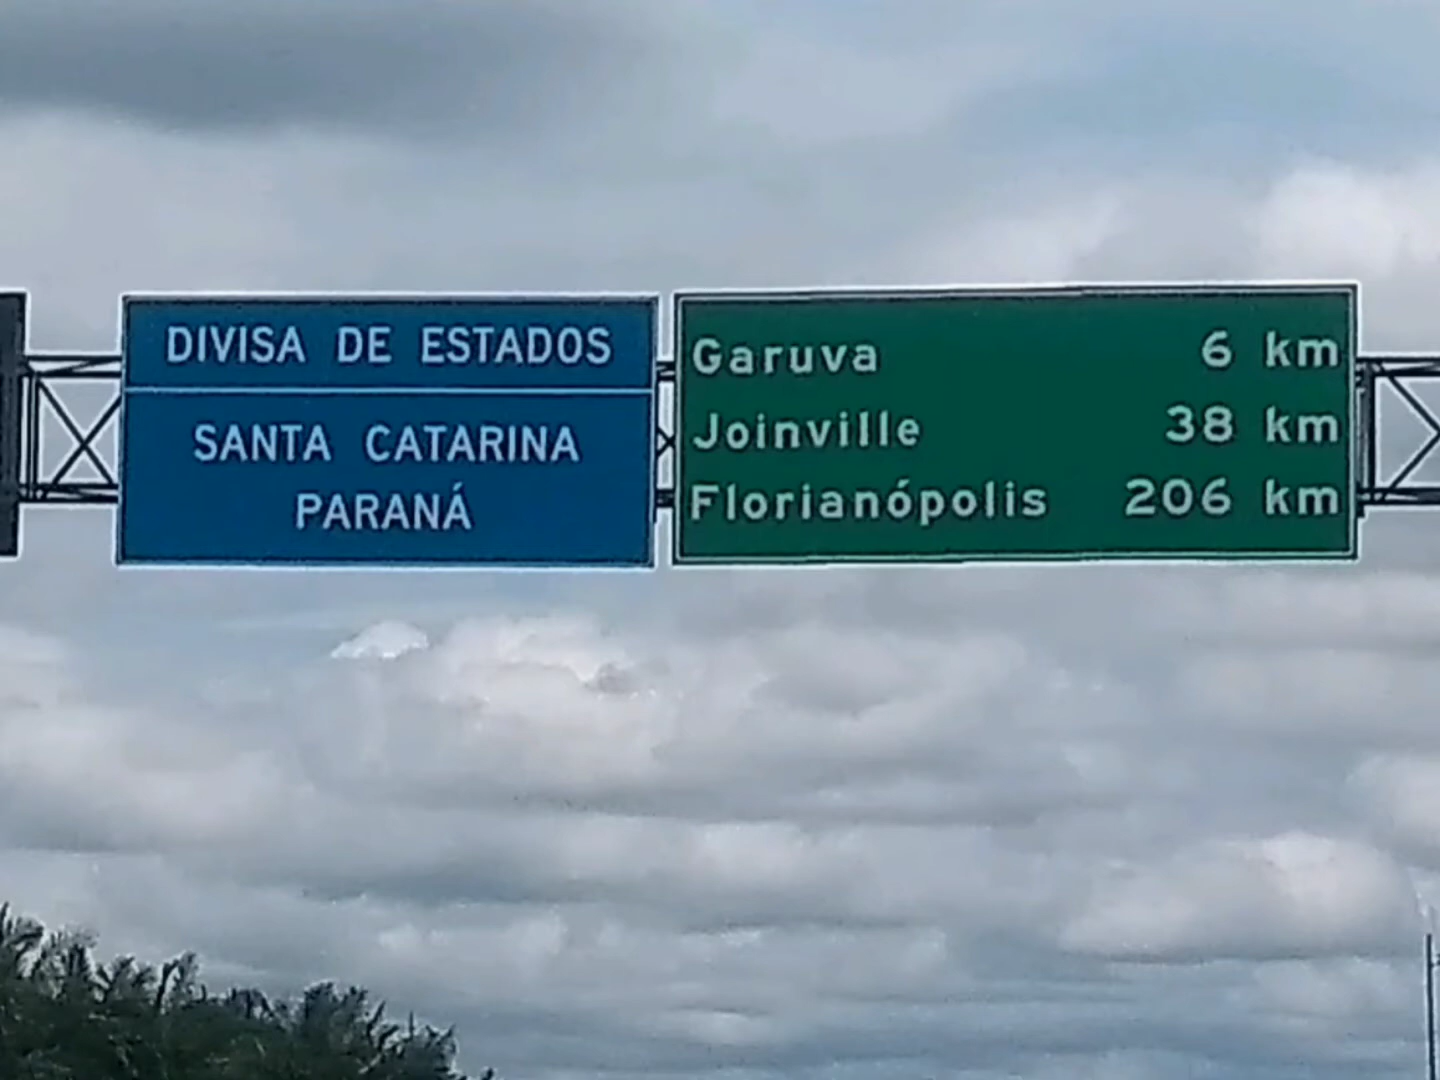 DIVISA DE ESTADOS
SANTA CATARINA
PARANÁ
Garuva 6 km
Joinville 38 km
Florianópolis 206 km